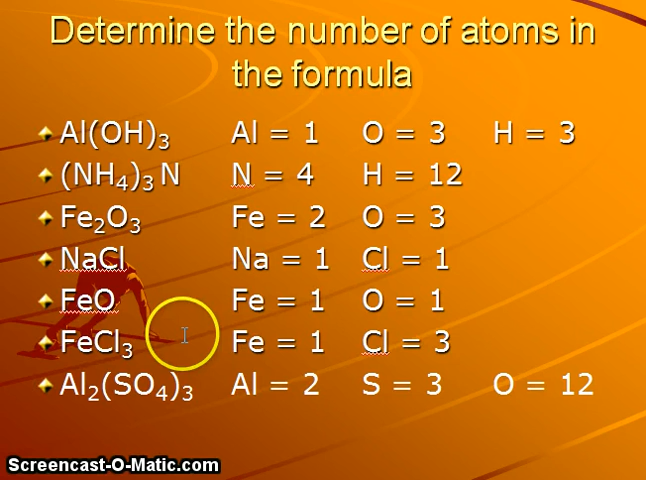 Determine the number of atoms in
the formula
Al(OH)₃ Al = 1 O = 3 H = 3
(NH₄)₃ N N = 4 H = 12
Fe₂O₃ Fe = 2 O = 3
NaCl Na = 1 Cl = 1
FeO Fe = 1 O = 1
FeCl₃ Fe = 1 Cl = 3
Al₂(SO₄)₃ Al = 2 S = 3 O = 12
Screencast-O-Matic.com